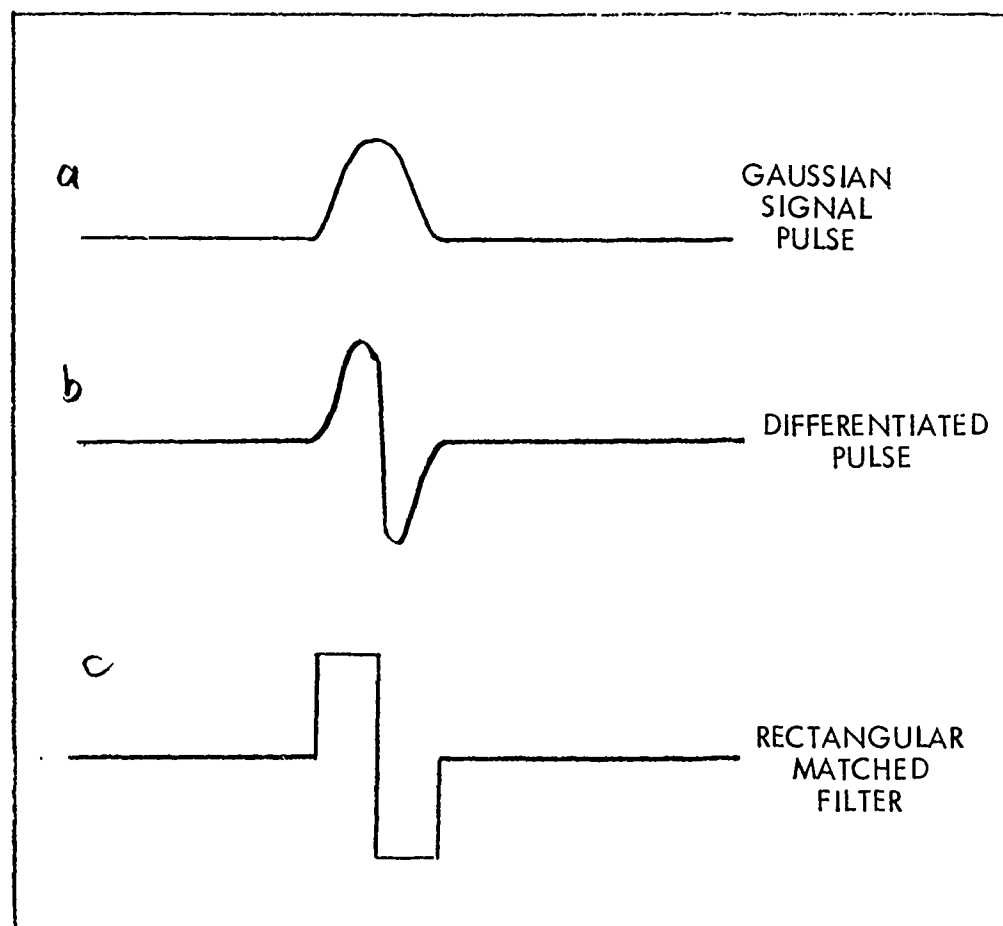 a
GAUSSIAN
SIGNAL
PULSE
b
DIFFERENTIATED
PULSE
c
RECTANGULAR
MATCHED
FILTER